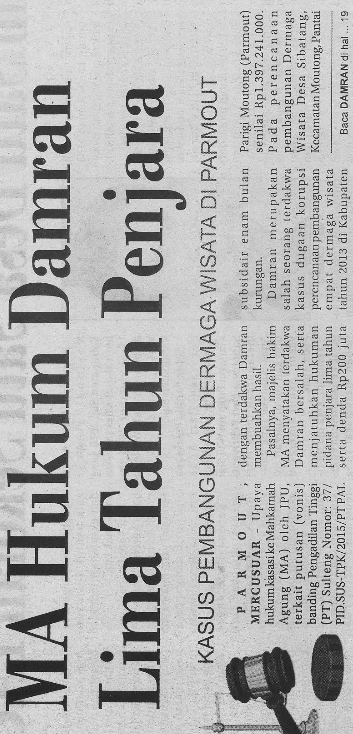 MA Hukum Damran
Lima Tahun Penjara
KASUS PEMBANGUNAN DERMAGA WISATA DI PARMOUT
PARMOUT;
MERCUSUAR - Upaya
hukum kasasi ke Mahkamah
Agung (MA) oleh JPU,
terkait putusan (vonis)
banding Pengadilan Tinggi
(PT) Sulteng Nomor: 37/
PID.SUS-TPK/2015/PT PAL
dengan terdakwa Damran
membuahkan hasil.
Pasalnya, majelis hakim
MA menyatakan terdakwa
Damran bersalah, serta
menjatuhkan hukuman
pidana penjara lima tahun
serta denda Rp200 juta
subsidair enam bulan
kurungan.
Damran merupakan
salah seorang terdakwa
kasus dugaan korupsi
perencanaan pembangunan
empat dermaga wisata
tahun 2013 di Kabupaten
Parigi Moutong (Parmout)
senilai Rp1.397.241.000.
Pada perencanaan
pembangunan Dermaga
Wisata Desa Sibatang,
Kecamatan Moutong, Pantai
Baca DAMRAN di hal... 19